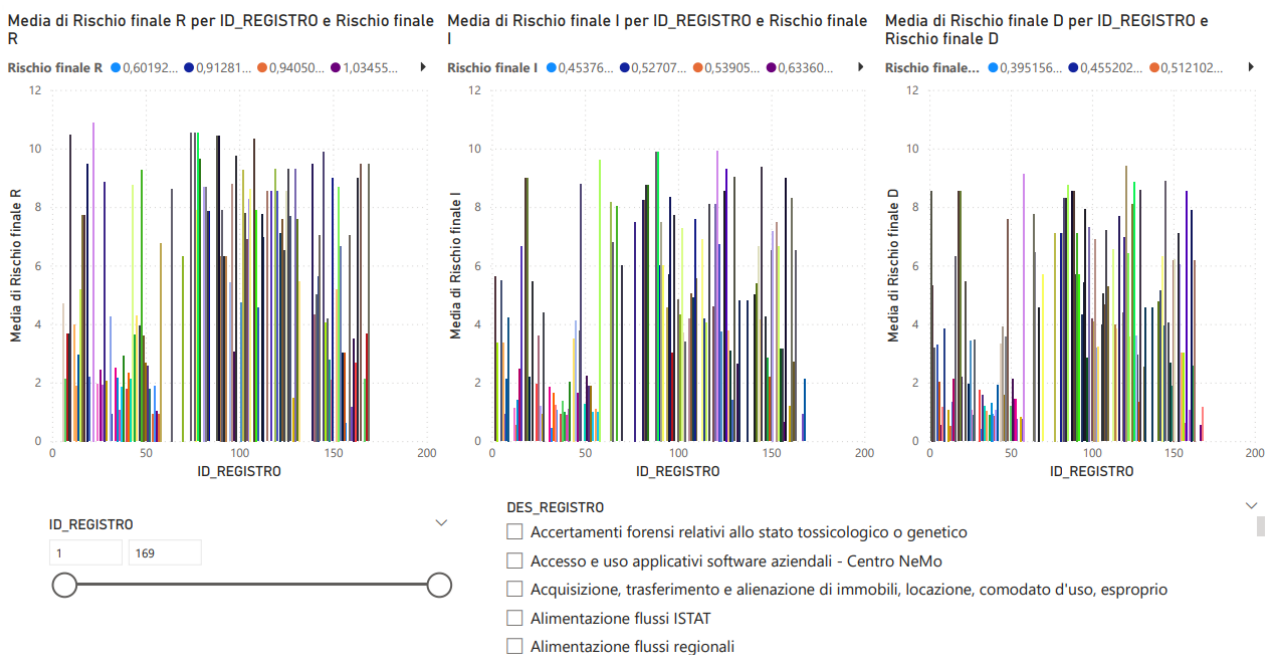 Media di Rischio finale R per ID_REGISTRO e Rischio finale
R
Rischio finale R 0,60192... 0,91281... 0,94050... 1,03455...
12
10
8
6
4
2
0
Media di Rischio finale R
0 50 100 150 200
ID_REGISTRO
Media di Rischio finale I per ID_REGISTRO e Rischio finale
I
Rischio finale I 0,45376... 0,52707... 0,53905... 0,63360...
12
10
8
6
4
2
0
Media di Rischio finale I
0 50 100 150 200
ID_REGISTRO
Media di Rischio finale D per ID_REGISTRO e
Rischio finale D
Rischio finale... 0,395156... 0,455202... 0,512102...
12
10
8
6
4
2
0
Media di Rischio finale D
0 50 100 150 200
ID_REGISTRO
ID_REGISTRO
1 169
DES_REGISTRO
Accertamenti forensi relativi allo stato tossicologico o genetico
Accesso e uso applicativi software aziendali - Centro NeMo
Acquisizione, trasferimento e alienazione di immobili, locazione, comodato d'uso, esproprio
Alimentazione flussi ISTAT
Alimentazione flussi regionali